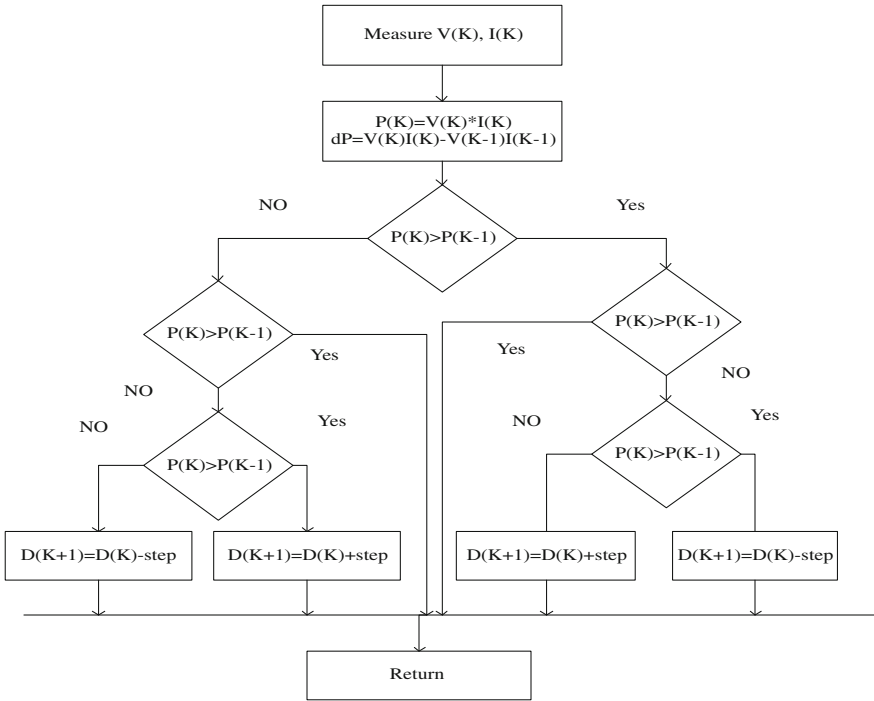 Measure V(K), I(K)
P(K)=V(K)*I(K)
dP=V(K)I(K)-V(K-1)I(K-1)
NO
Yes
P(K)>P(K-1)
P(K)>P(K-1)
P(K)>P(K-1)
Yes
Yes
NO
NO
NO
Yes
NO
Yes
P(K)>P(K-1)
P(K)>P(K-1)
D(K+1)=D(K)-step
D(K+1)=D(K)+step
D(K+1)=D(K)+step
D(K+1)=D(K)-step
Return